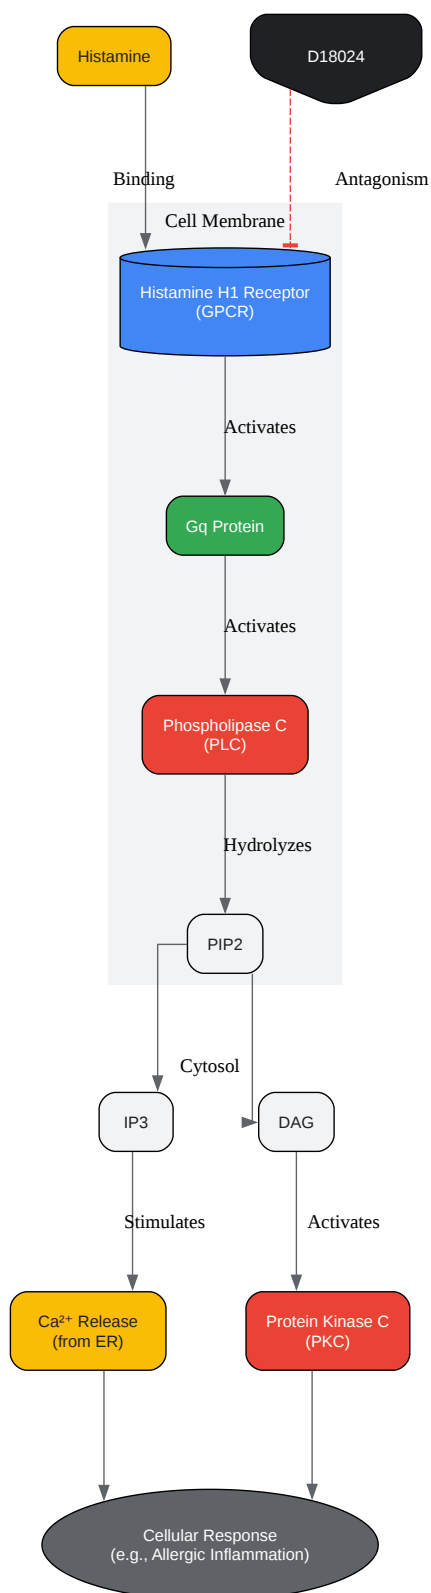 Histamine
D18024
Binding
Antagonism
Cell Membrane
Histamine H1 Receptor
(GPCR)
Activates
Gq Protein
Activates
Phospholipase C
(PLC)
Hydrolyzes
PIP2
Cytosol
IP3
DAG
Stimulates
Activates
Ca²⁺ Release
(from ER)
Protein Kinase C
(PKC)
Cellular Response
(e.g., Allergic Inflammation)